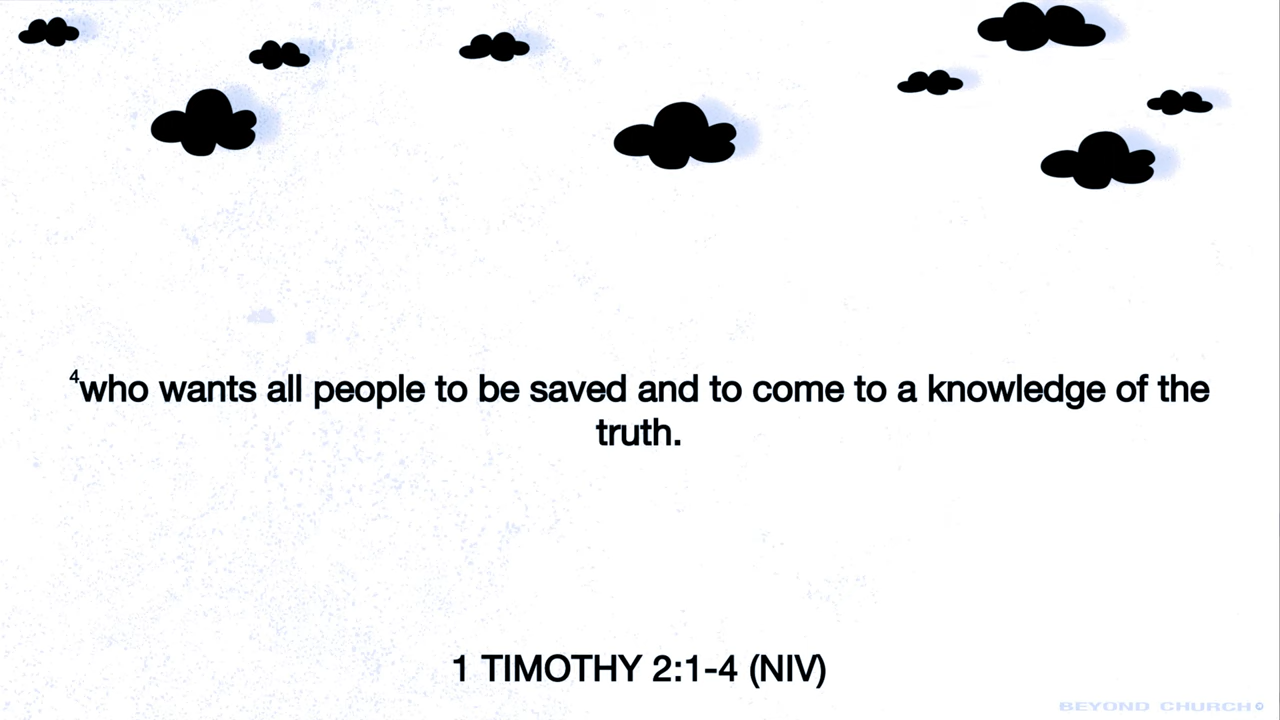 4who wants all people to be saved and to come to a knowledge of the
truth.
1 TIMOTHY 2:1-4 (NIV)
BEYOND CHURCH©